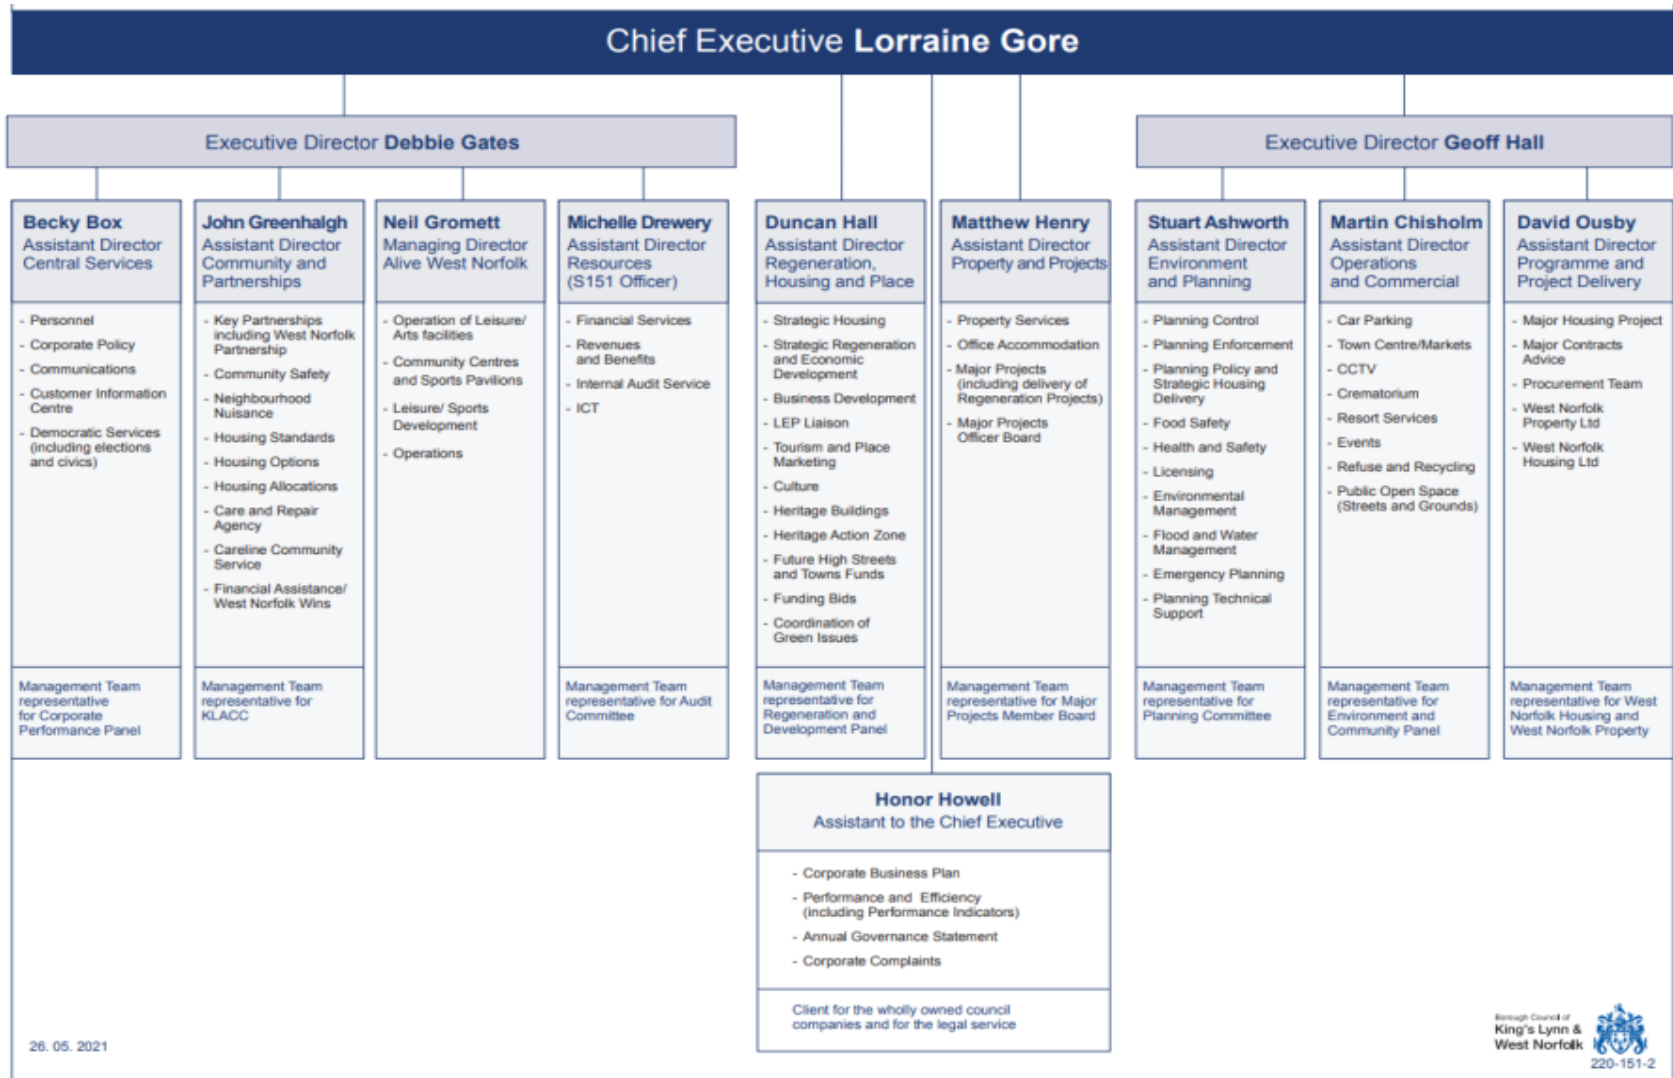 Chief Executive Lorraine Gore
Executive Director Debbie Gates
Executive Director Geoff Hall
Becky Box
Assistant Director
Central Services
- Personnel
- Corporate Policy
- Communications
- Customer Information
Centre
- Democratic Services
(including elections
and civics)
Management Team
representative
for Corporate
Performance Panel
John Greenhalgh
Assistant Director
Community and
Partnerships
- Key Partnerships
including West Norfolk
Partnership
- Community Safety
- Neighbourhood
Nuisance
- Housing Standards
- Housing Options
- Housing Allocations
- Care and Repair
Agency
- Careline Community
Service
- Financial Assistance/
West Norfolk Wins
Management Team
representative for
KLACC
Neil Gromett
Managing Director
Alive West Norfolk
- Operation of Leisure/
Arts facilities
- Community Centres
and Sports Pavilions
- Leisure/ Sports
Development
- Operations
Michelle Drewery
Assistant Director
Resources
(S151 Officer)
- Financial Services
- Revenues
and Benefits
- Internal Audit Service
- ICT
Management Team
representative for Audit
Committee
Duncan Hall
Assistant Director
Regeneration,
Housing and Place
- Strategic Housing
- Strategic Regeneration
and Economic
Development
- Business Development
- LEP Liaison
- Tourism and Place
Marketing
- Culture
- Heritage Buildings
- Heritage Action Zone
- Future High Streets
and Towns Funds
- Funding Bids
- Coordination of
Green Issues
Management Team
representative for
Regeneration and
Development Panel
Matthew Henry
Assistant Director
Property and Projects
- Property Services
- Office Accommodation
- Major Projects
(including delivery of
Regeneration Projects)
- Major Projects
Officer Board
Management Team
representative for Major
Projects Member Board
Stuart Ashworth
Assistant Director
Environment
and Planning
- Planning Control
- Planning Enforcement
- Planning Policy and
Strategic Housing
Delivery
- Food Safety
- Health and Safety
- Licensing
- Environmental
Management
- Flood and Water
Management
- Emergency Planning
- Planning Technical
Support
Management Team
representative for
Planning Committee
Martin Chisholm
Assistant Director
Operations
and Commercial
- Car Parking
- Town Centre/Markets
- CCTV
- Crematorium
- Resort Services
- Events
- Refuse and Recycling
- Public Open Space
(Streets and Grounds)
Management Team
representative for
Environment and
Community Panel
David Ousby
Assistant Director
Programme and
Project Delivery
- Major Housing Project
- Major Contracts
Advice
- Procurement Team
- West Norfolk
Property Ltd
- West Norfolk
Housing Ltd
Management Team
representative for West
Norfolk Housing and
West Norfolk Property
Honor Howell
Assistant to the Chief Executive
- Corporate Business Plan
- Performance and Efficiency
(including Performance Indicators)
- Annual Governance Statement
- Corporate Complaints
Client for the wholly owned council
companies and for the legal service
26. 05. 2021
Borough Council of
King's Lynn &
West Norfolk
220-151-2